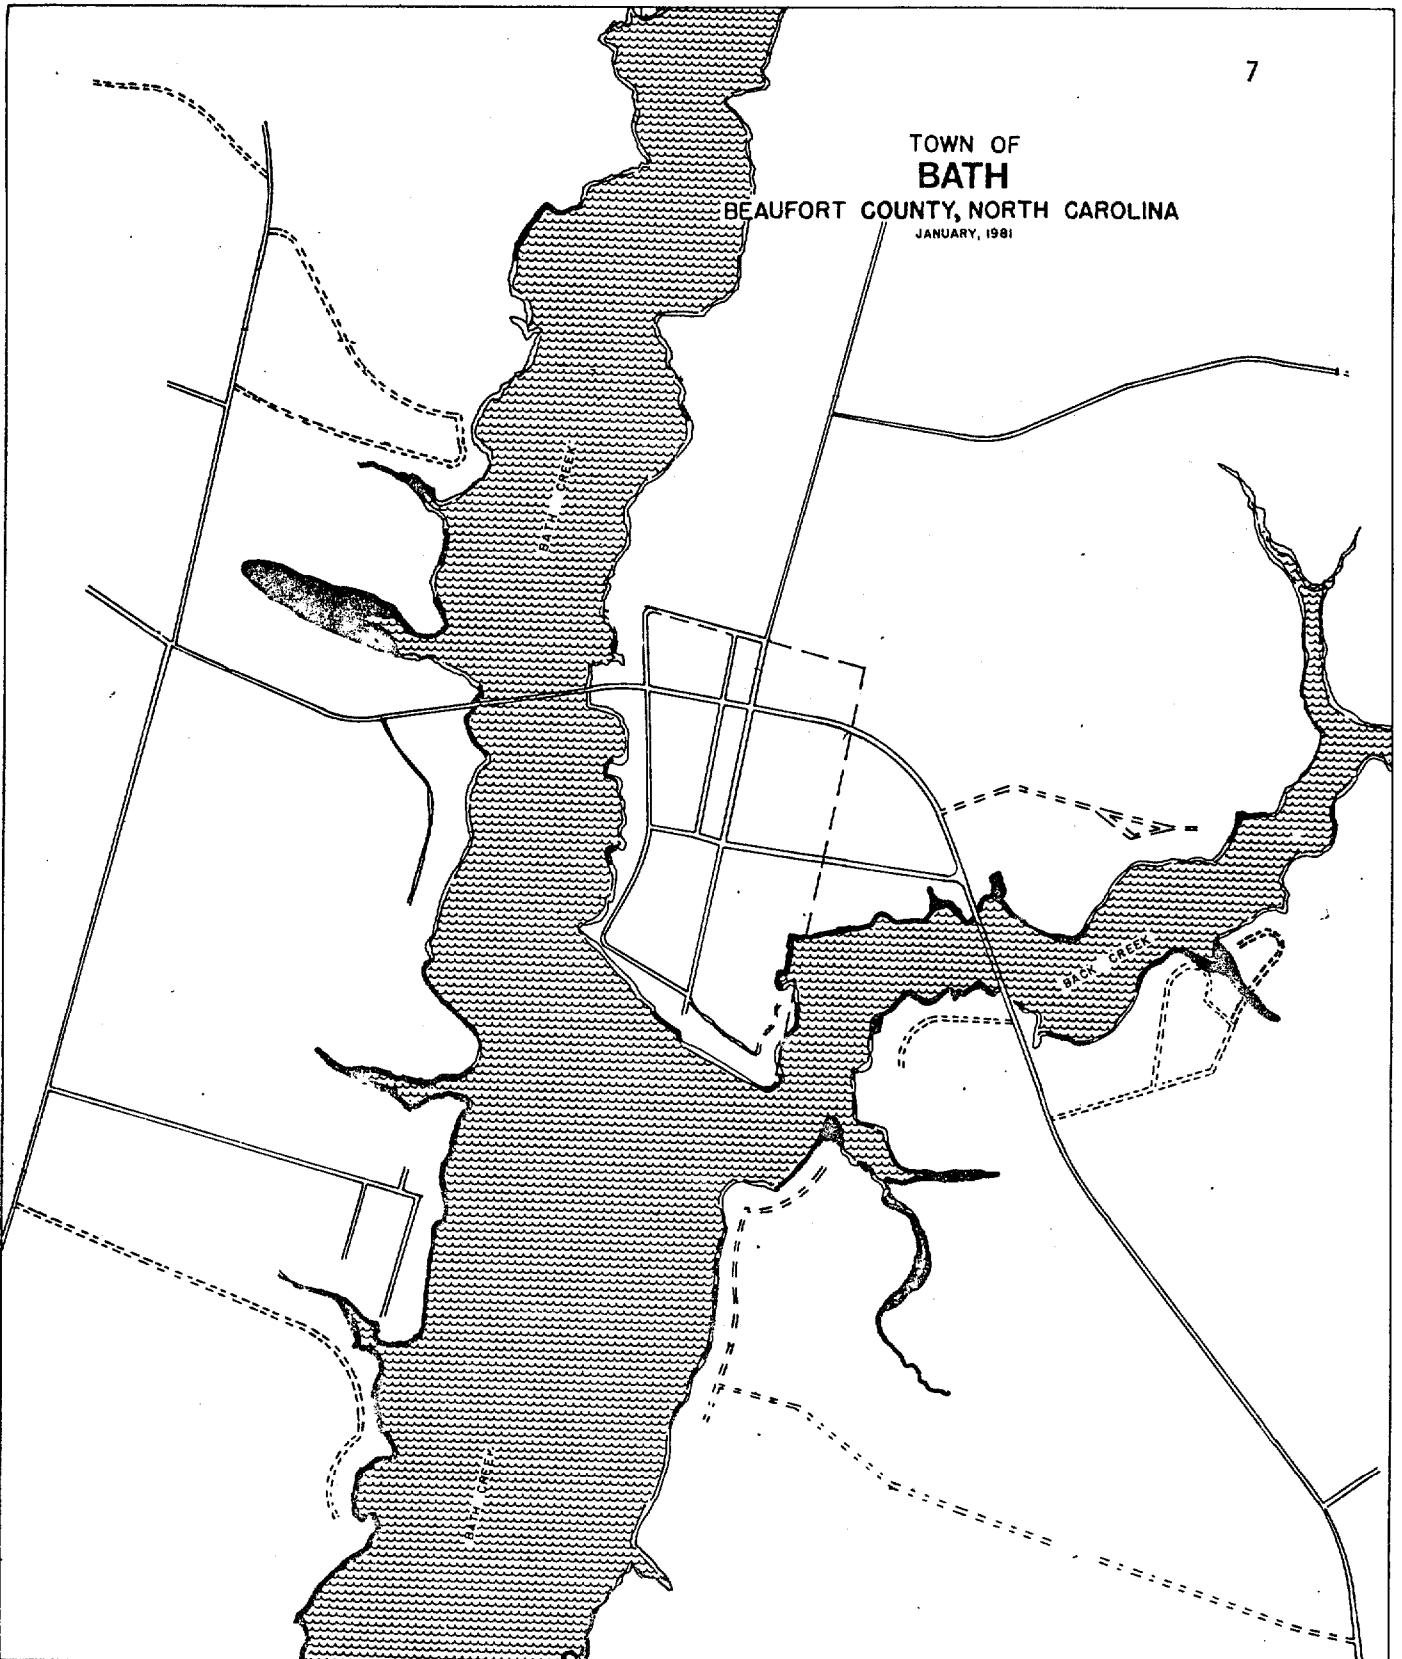 7
TOWN OF
BATH
BEAUFORT COUNTY, NORTH CAROLINA
JANUARY, 1981
BATH CREEK
BACK CREEK
BATH CREEK